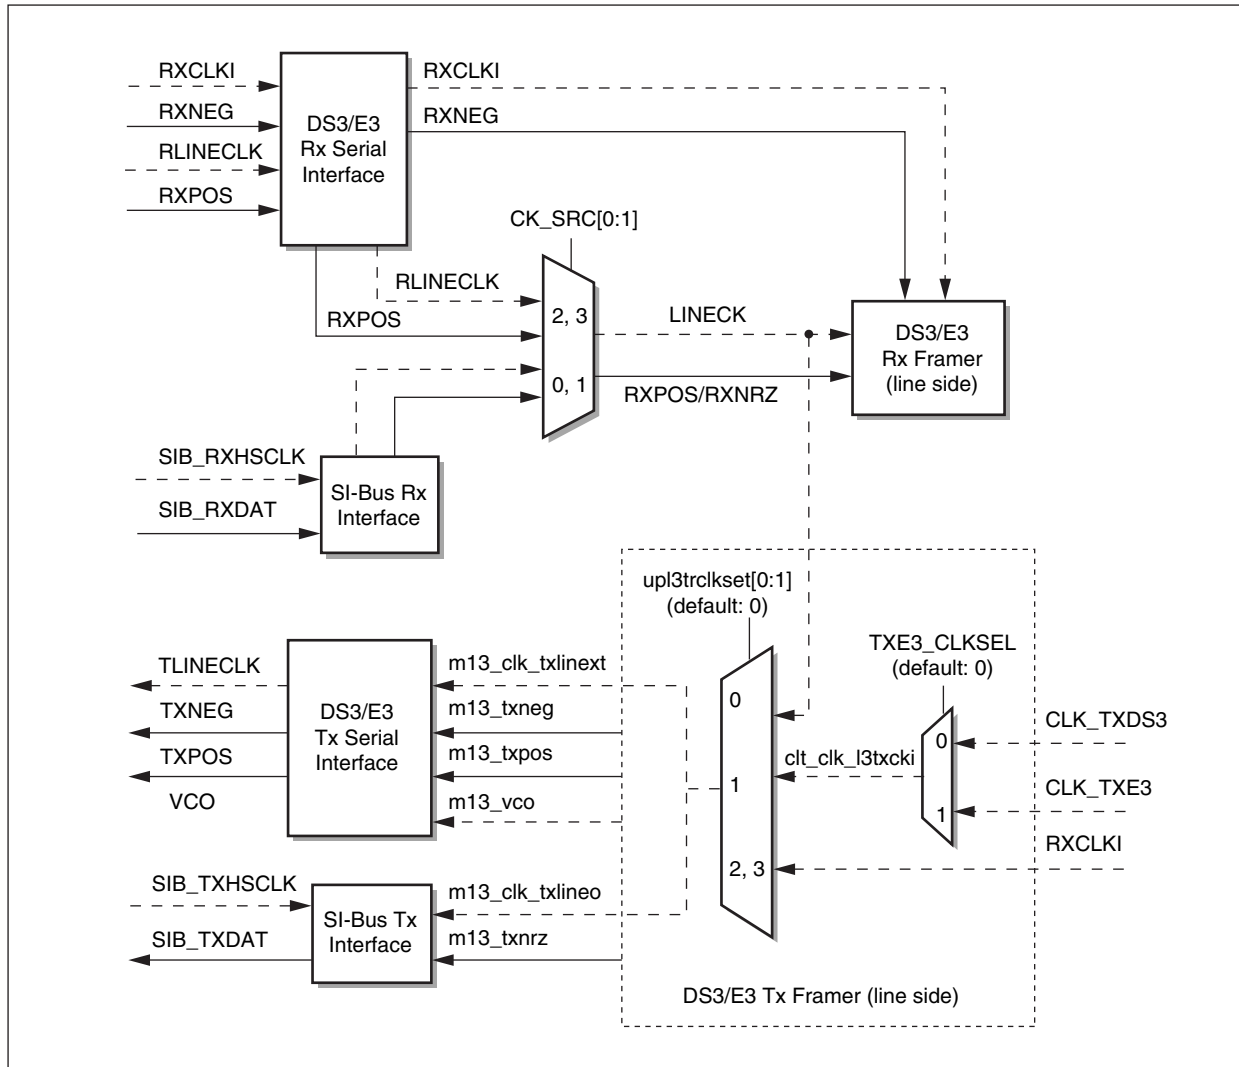 RXCLKI
RXNEG
RLINECLK
RXPOS
DS3/E3
Rx Serial
Interface
RXCLKI
RXNEG
CK_SRC[0:1]
RLINECLK
RXPOS
2, 3
0, 1
LINECK
RXPOS/RXNRZ
DS3/E3
Rx Framer
(line side)
SIB_RXHSCLK
SIB_RXDAT
SI-Bus Rx
Interface
upl3trclkset[0:1]
(default: 0)
TXE3_CLKSEL
(default: 0)
TLINECLK
TXNEG
TXPOS
VCO
DS3/E3
Tx Serial
Interface
m13_clk_txlinext
m13_txneg
m13_txpos
m13_vco
0
1
2, 3
clt_clk_l3txcki
0
1
CLK_TXDS3
CLK_TXE3
RXCLKI
SIB_TXHSCLK
SIB_TXDAT
SI-Bus Tx
Interface
m13_clk_txlineo
m13_txnrz
DS3/E3 Tx Framer (line side)